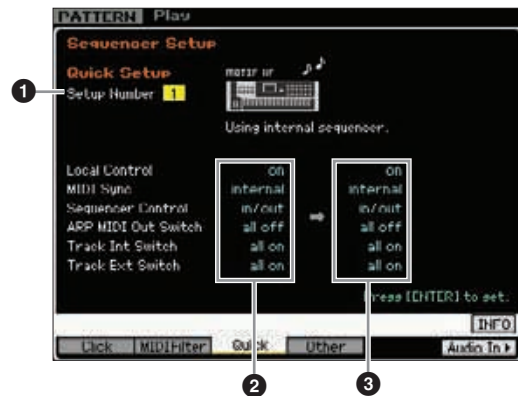 PATTERN Play
Sequencer Setup
Quick Setup
motif XF
1 Setup Number 1
Using internal sequencer.
Local Control on on
MIDI Sync internal internal
Sequencer Control in/out in/out
ARP MIDI Out Switch all off all off
Track Int Switch all on all on
Track Ext Switch all on all on
Press [ENTER] to set.
INFO
Click MIDIFilter Quick Other Audio In
2 3